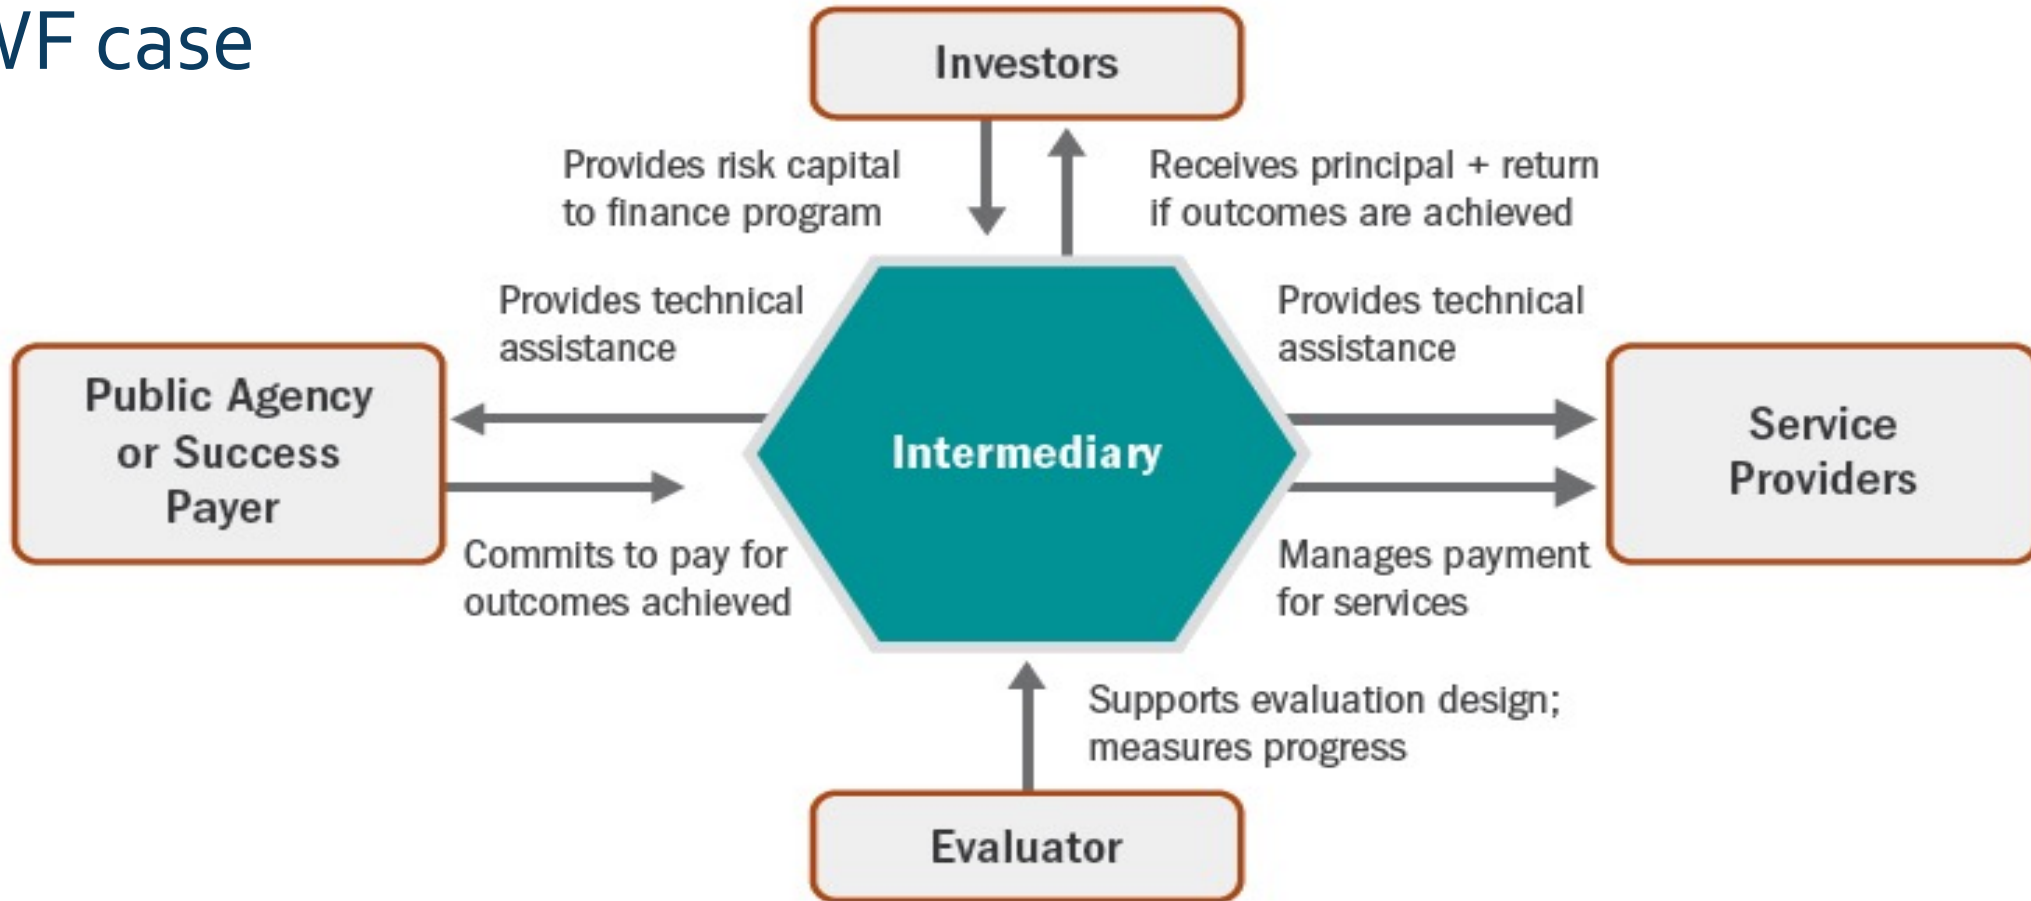 WF case
Investors
Provides risk capital
to finance program
Receives principal + return
if outcomes are achieved
Provides technical
assistance
Provides technical
assistance
Public Agency
or Success
Payer
Intermediary
Service
Providers
Commits to pay for
outcomes achieved
Manages payment
for services
Supports evaluation design;
measures progress
Evaluator